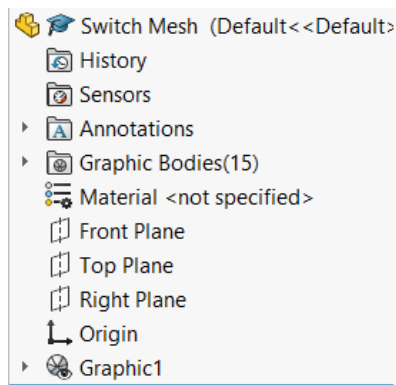 Switch Mesh (Default<<Default>
History
Sensors
Annotations
Graphic Bodies(15)
Material <not specified>
Front Plane
Top Plane
Right Plane
Origin
Graphic1